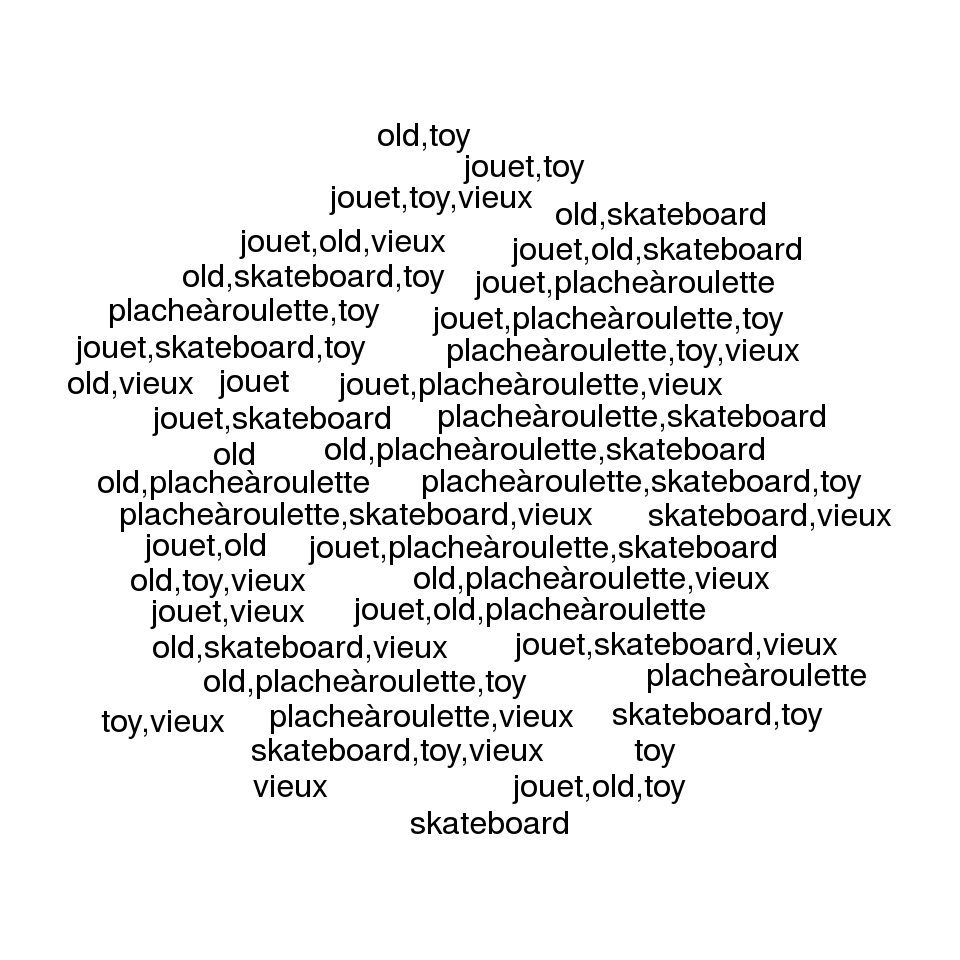 old,toy
jouet,toy
jouet,toy,vieux
old,skateboard
jouet,old,vieux
jouet,old,skateboard
old,skateboard,toy
jouet,placheàroulette
placheàroulette,toy
jouet,placheàroulette,toy
jouet,skateboard,toy
placheàroulette,toy,vieux
old,vieux
jouet
jouet,placheàroulette,vieux
jouet,skateboard
placheàroulette,skateboard
old
old,placheàroulette,skateboard
old,placheàroulette
placheàroulette,skateboard,toy
placheàroulette,skateboard,vieux
skateboard,vieux
jouet,old
jouet,placheàroulette,skateboard
old,toy,vieux
old,placheàroulette,vieux
jouet,vieux
jouet,old,placheàroulette
old,skateboard,vieux
jouet,skateboard,vieux
old,placheàroulette,toy
placheàroulette
toy,vieux
placheàroulette,vieux
skateboard,toy
skateboard,toy,vieux
toy
vieux
jouet,old,toy
skateboard